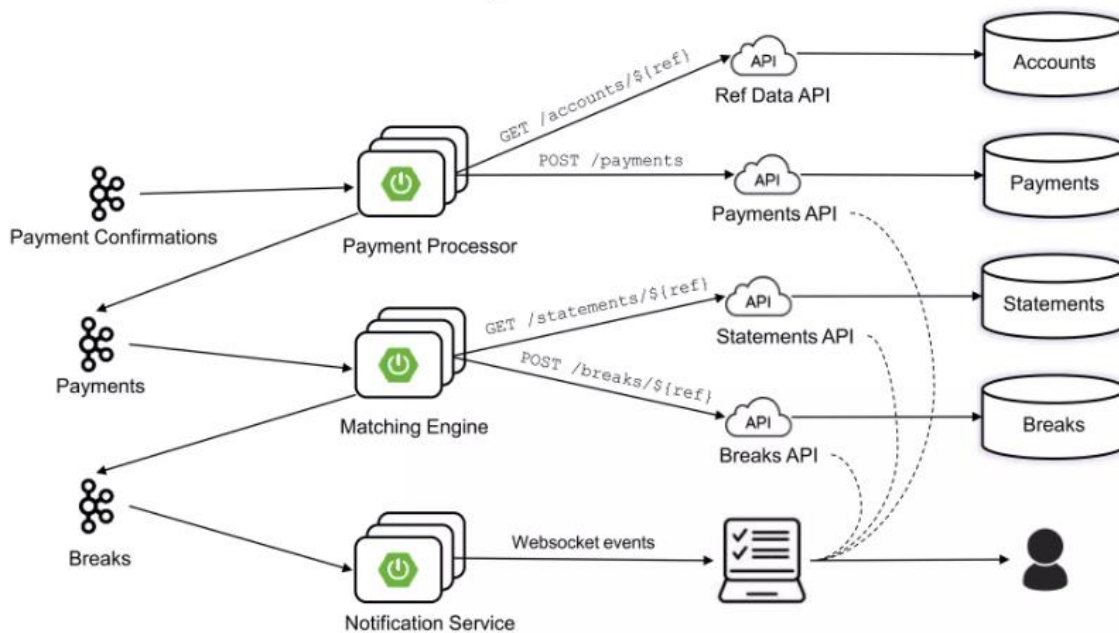 API
Accounts
GET /accounts/${ref}
Ref Data API
POST /payments
API
Payments
Payment Confirmations
Payment Processor
Payments API
API
Statements
GET /statements/${ref}
Statements API
Payments
POST /breaks/${ref}
Matching Engine
API
Breaks
Breaks API
Breaks
Websocket events
Notification Service